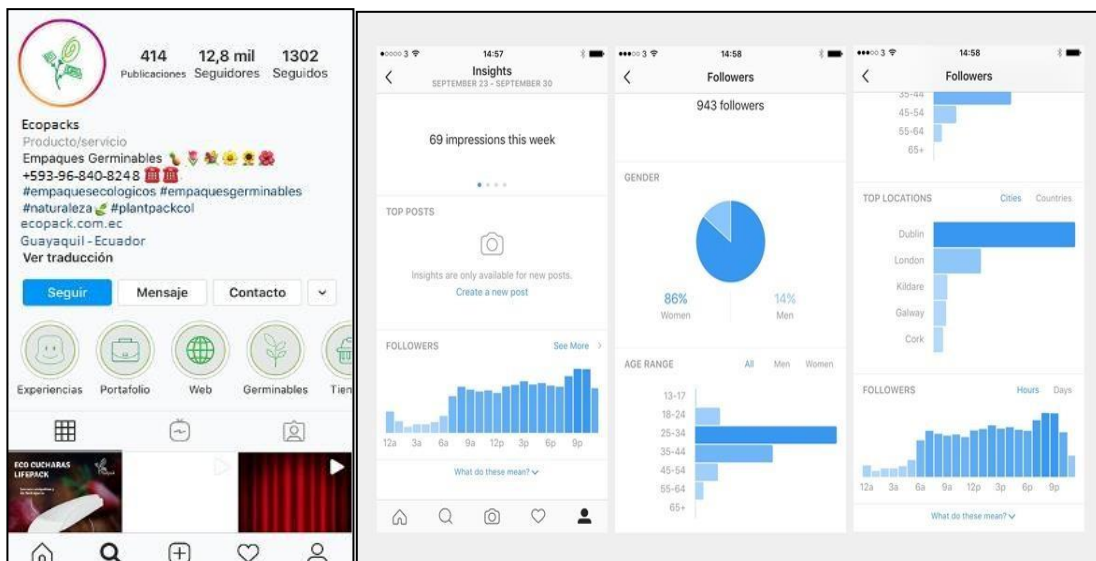 414 12,8 mil 1302
Publicaciones Seguidores Seguidos
Ecopacks
Producto/servicio
Empaques Germinables
+593-96-840-8248
#empaquesecologicos #empaquesgerminables
#naturaleza #plantpackcol
ecopack.com.ec
Guayaquil - Ecuador
Ver traducción
Seguir Mensaje Contacto
Experiencias Portafolio Web Germinables Tien
ECO CUCHARAS
LIFEPACK
3 14:57
Insights
SEPTEMBER 23 - SEPTEMBER 30
69 impressions this week
TOP POSTS
Insights are only available for new posts.
Create a new post
FOLLOWERS See More
12a 3a 6a 9a 12p 3p 6p 9p
What do these mean?
3 14:58
Followers
943 followers
GENDER
86% 14%
Women Men
AGE RANGE All Men Women
13-17
18-24
25-34
35-44
45-54
55-64
65+
3 14:58
Followers
35-44
45-54
55-64
65+
TOP LOCATIONS Cities Countries
Dublin
London
Kildare
Galway
Cork
FOLLOWERS Hours Days
12a 3a 6a 9a 12p 3p 6p 9p
What do these mean?